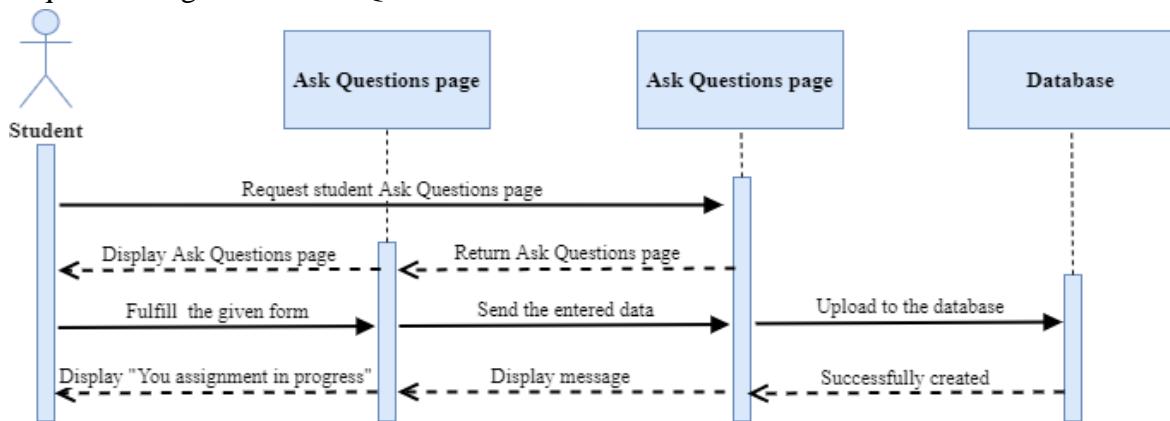 Ask Questions page
Ask Questions page
Database
Student
Request student Ask Questions page
Display Ask Questions page
Return Ask Questions page
Fulfill the given form
Send the entered data
Upload to the database
Display "You assignment in progress"
Display message
Successfully created